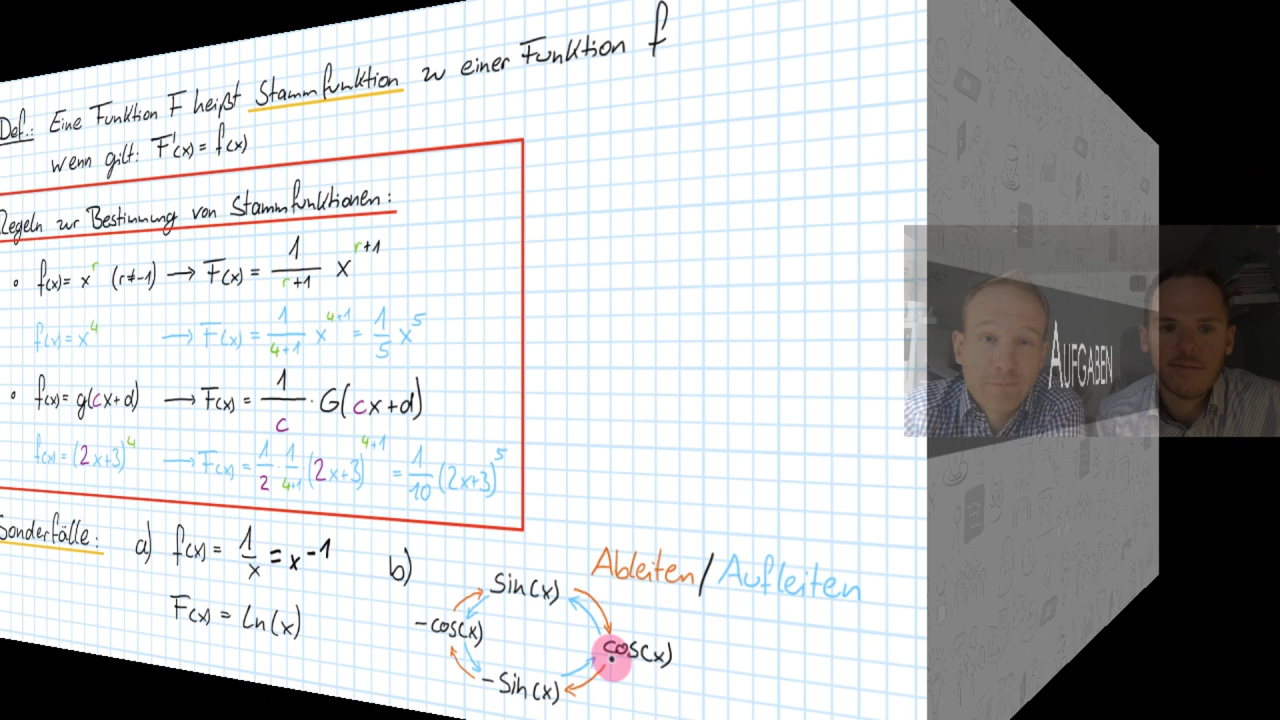 Def.: Eine Funktion F heißt Stammfunktion zu einer Funktion f
wenn gilt: F'(x) = f(x)
Regeln zur Bestimmung von Stammfunktionen:
∘ f(x) = x^r (r≠-1) → F(x) = 1/(r+1) x^(r+1)
f(x) = x^4 → F(x) = 1/(4+1) x^(4+1) = 1/5 x^5
∘ f(x) = g(cx+d) → F(x) = 1/c · G(cx+d)
f(x) = (2x+3)^4 → F(x) = 1/2 · 1/(4+1) (2x+3)^(4+1) = 1/10 (2x+3)^5
Sonderfälle: a) f(x) = 1/x = x^-1
F(x) = ln(x)
b) Ableiten / Aufleiten
Sin(x)
-cos(x)
cos(x)
-Sin(x)
AUFGABEN